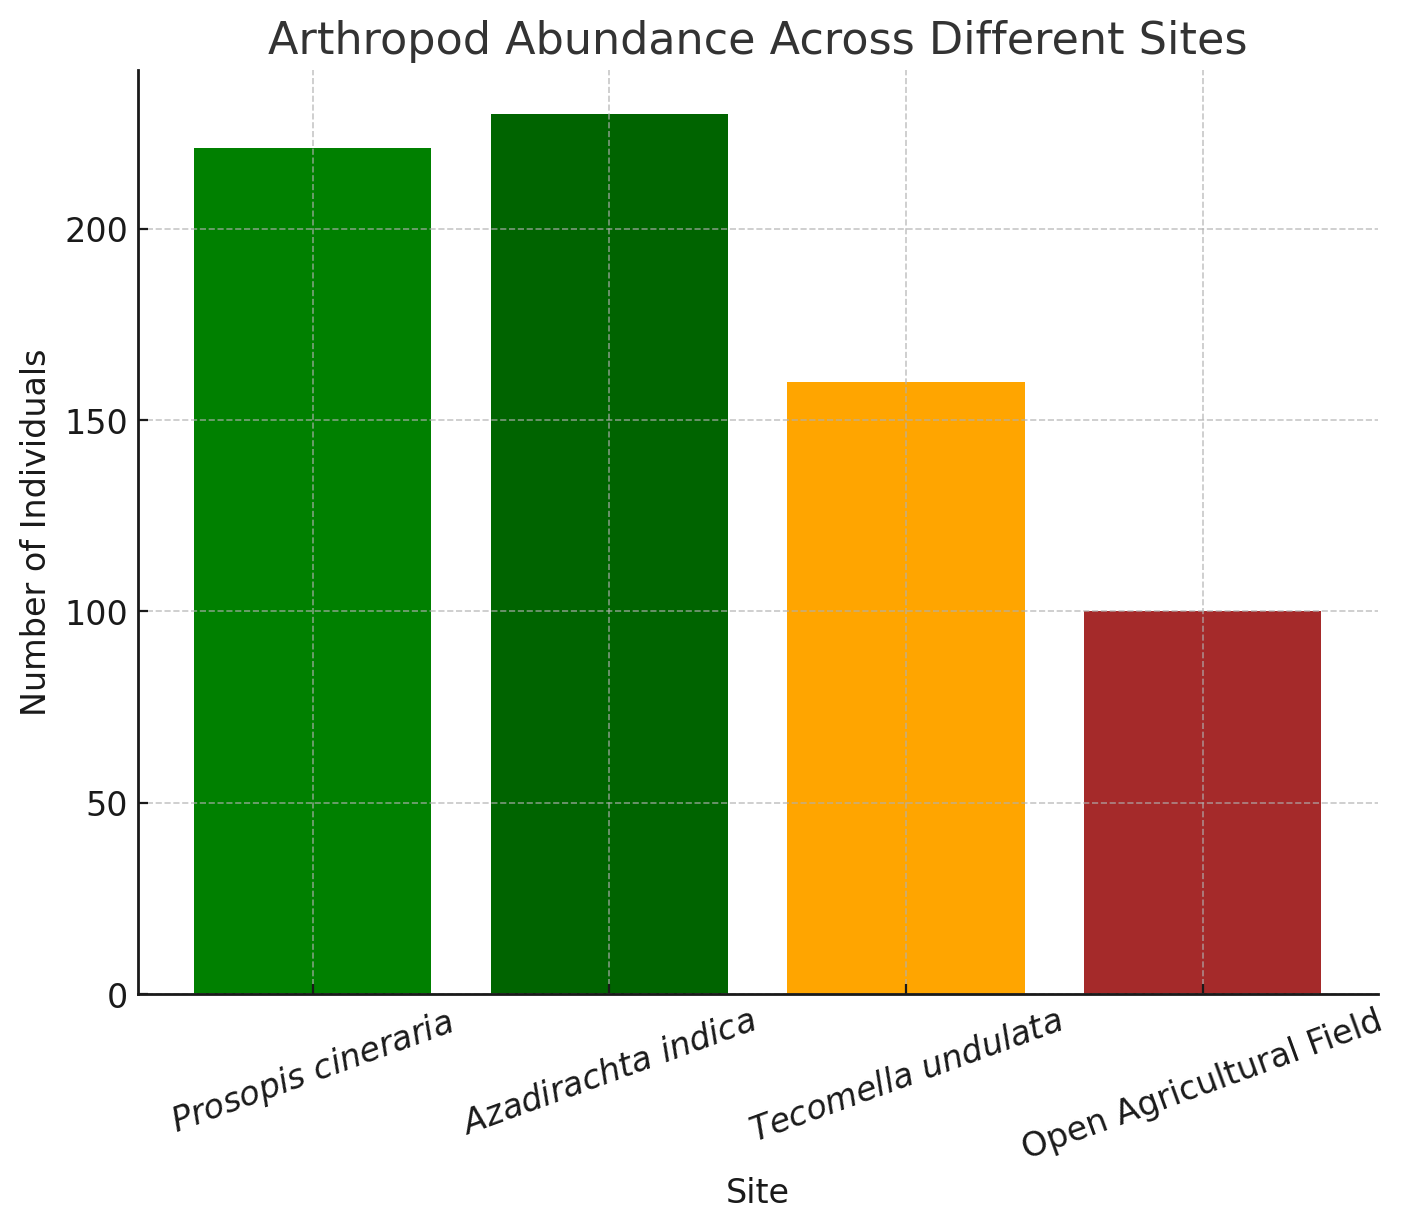 Arthropod Abundance Across Different Sites
Number of Individuals
200
150
100
50
0
Prosopis cineraria
Azadirachta indica
Tecomella undulata
Open Agricultural Field
Site